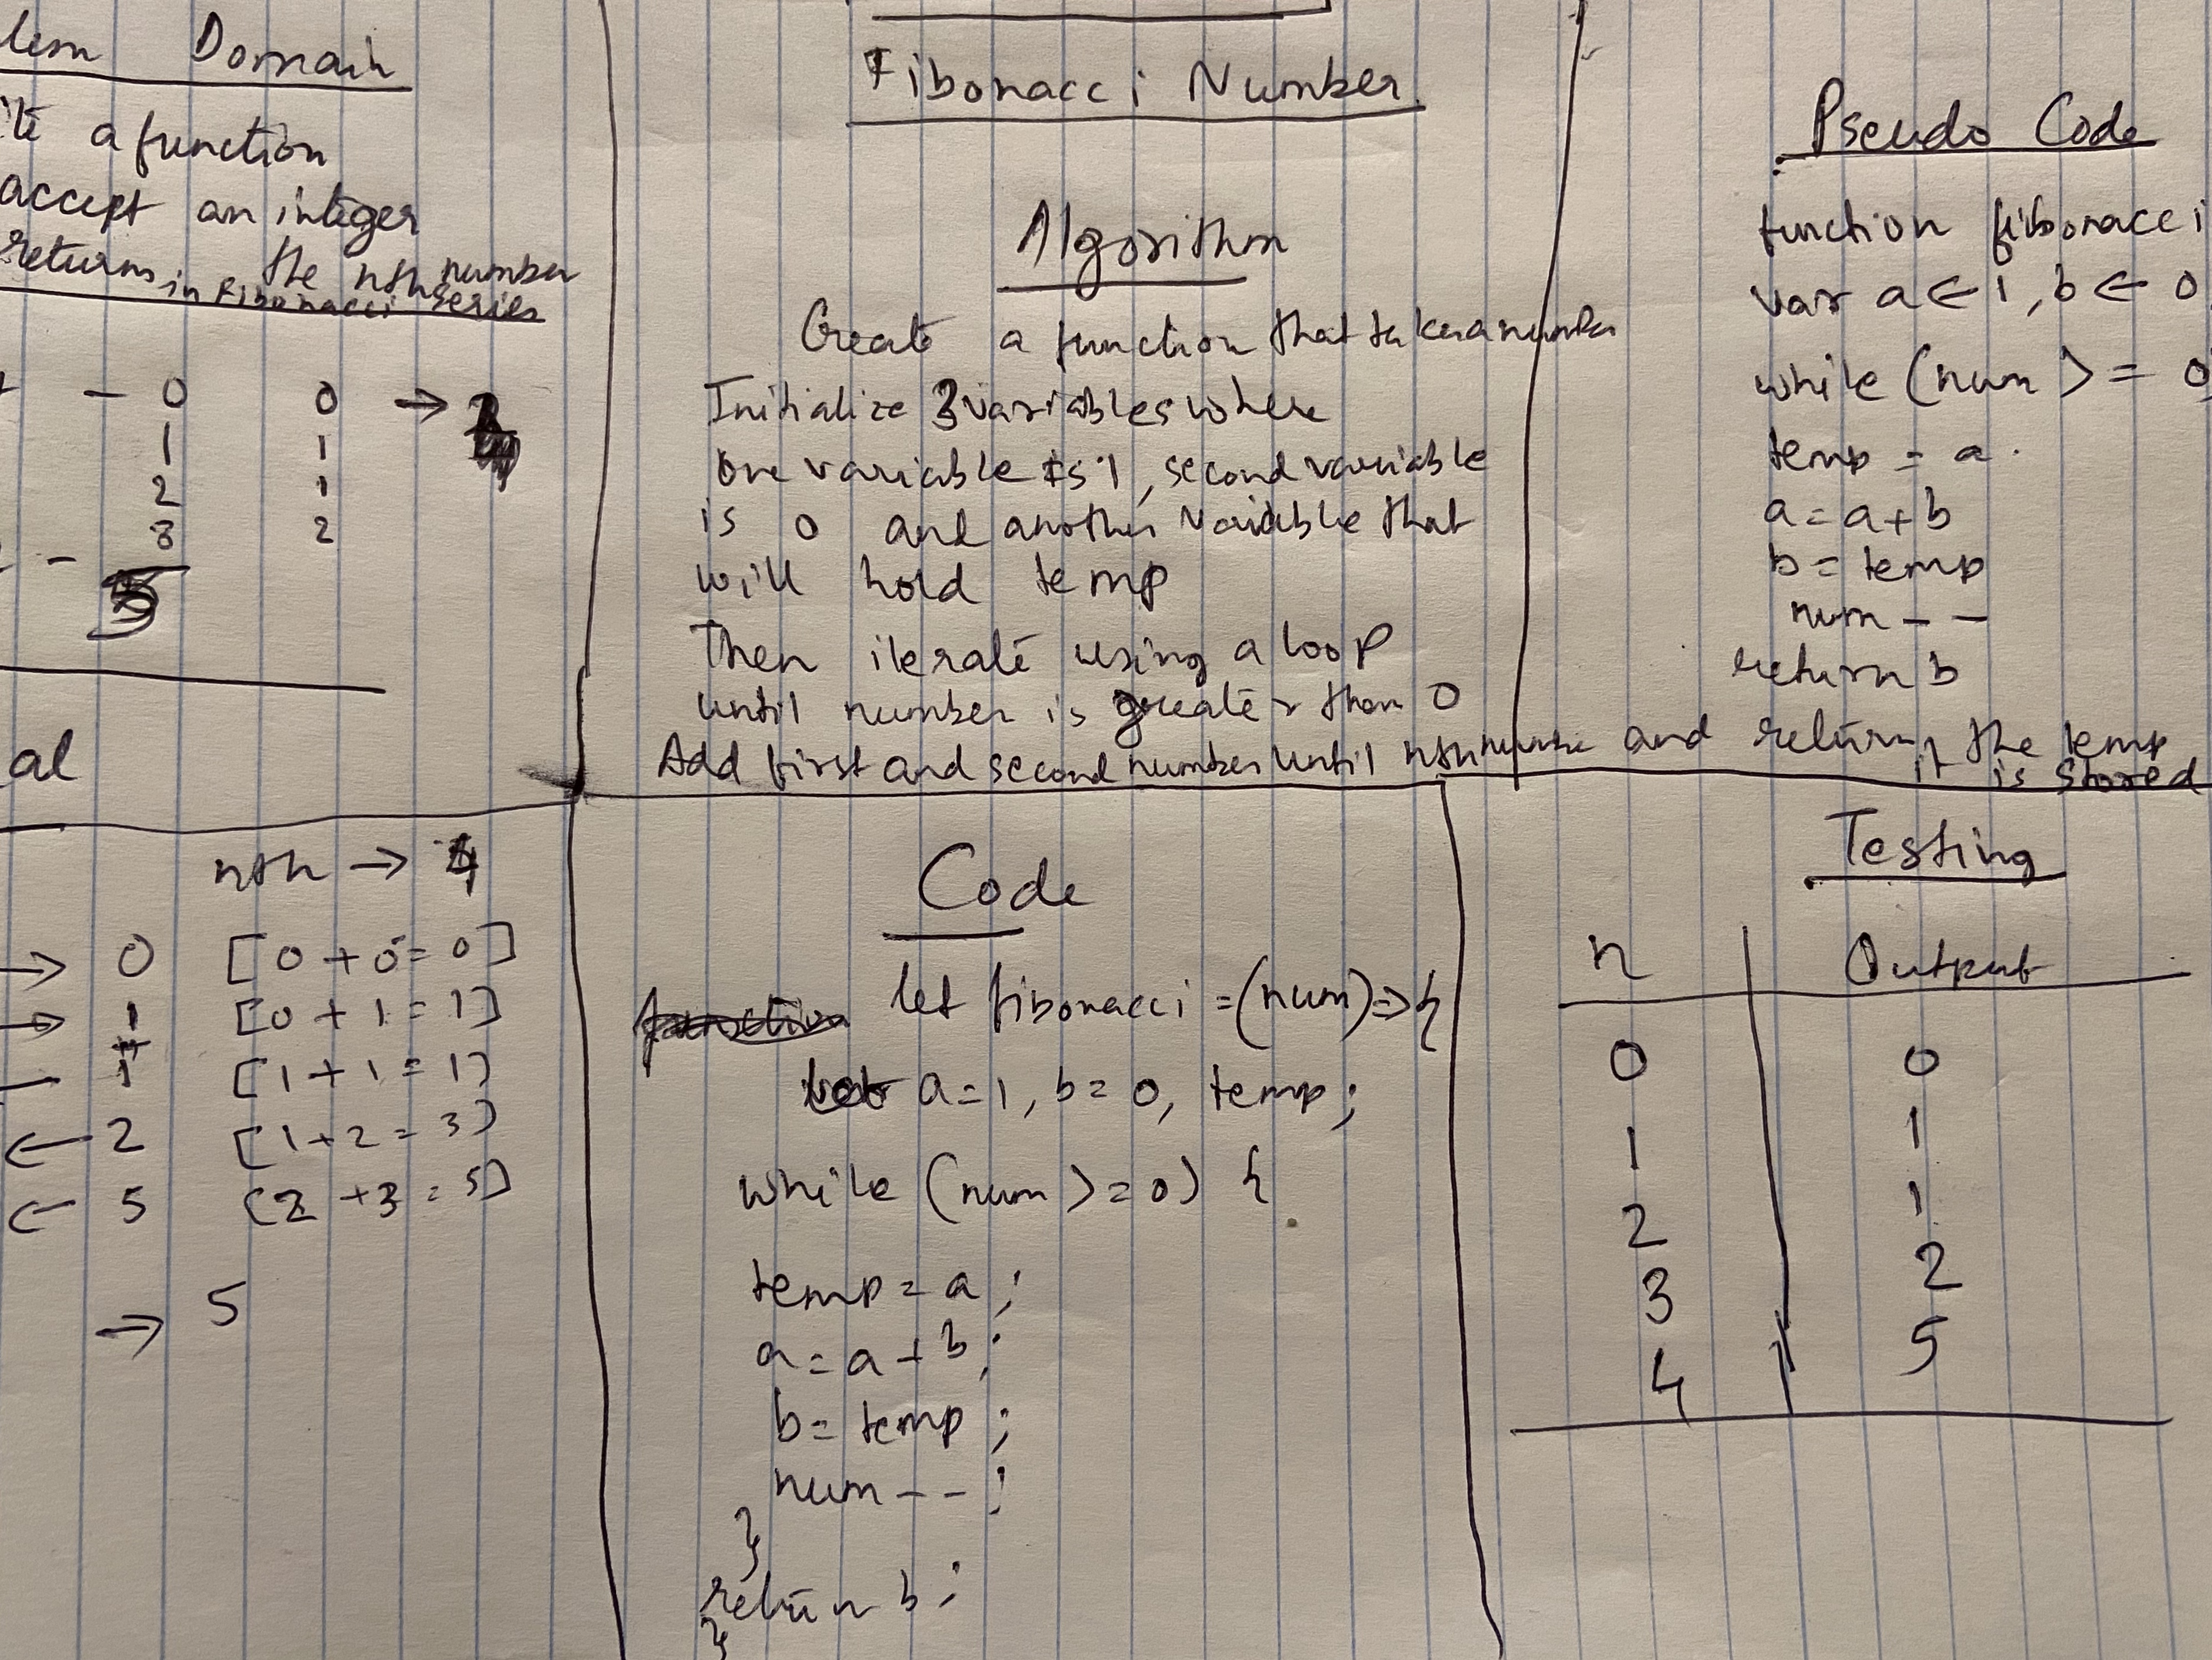 Domain
a function
accept an integer
returns the nth number
in Fibonacci series
- 0 0 →
1 1
2 1
3 2
-
5
al
nth → 4
→ 0 [0 + 0 = 0]
→ 1 [0 + 1 = 1]
1 [1 + 1 = 1]
← 2 [1 + 2 = 3]
← 5 [2 + 3 = 5]
→ 5
Fibonacci Number
Algorithm
Create a function that takes a number
Initialize 3 variables where
one variable is 1, second variable
is 0 and another variable that
will hold temp
Then iterate using a loop
until number is greater than 0
Add first and second number until nth and return the temp
it is stored
Pseudo Code
function fibonacci
var a ← 1, b ← 0
while (num >= 0
temp = a
a = a + b
b = temp
num - -
return b
Code
let fibonacci = (num) => {
a = 1, b = 0, temp;
while (num >= 0) {
temp = a;
a = a + b;
b = temp;
num - - ;
}
return b;
}
Testing
n Output
0 0
1 1
2 1
3 2
4 5